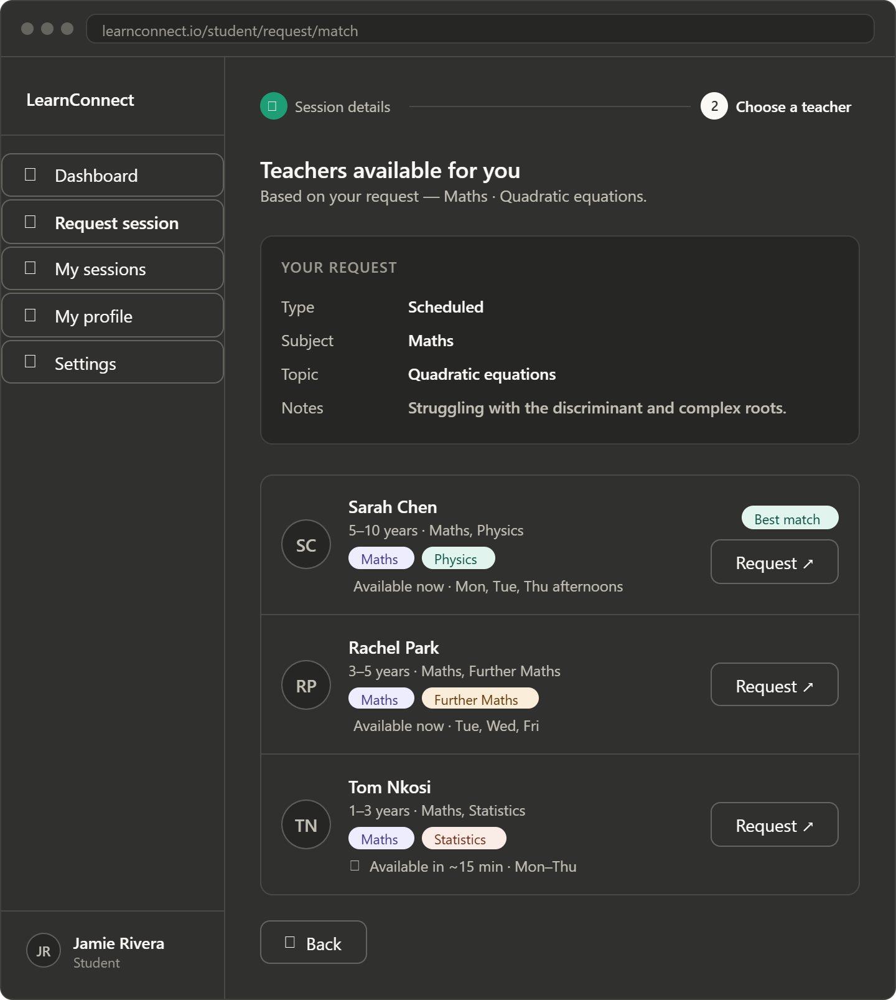 learnconnect.io/student/request/match
LearnConnect
Dashboard
Request session
My sessions
My profile
Settings
Jamie Rivera
JR
Student
Session details
2 Choose a teacher
Teachers available for you
Based on your request — Maths · Quadratic equations.
YOUR REQUEST
Type Scheduled
Subject Maths
Topic Quadratic equations
Notes Struggling with the discriminant and complex roots.
SC
Sarah Chen
5–10 years · Maths, Physics
Maths Physics
Available now · Mon, Tue, Thu afternoons
Best match
Request ↗
RP
Rachel Park
3–5 years · Maths, Further Maths
Maths Further Maths
Available now · Tue, Wed, Fri
Request ↗
TN
Tom Nkosi
1–3 years · Maths, Statistics
Maths Statistics
Available in ~15 min · Mon–Thu
Request ↗
Back